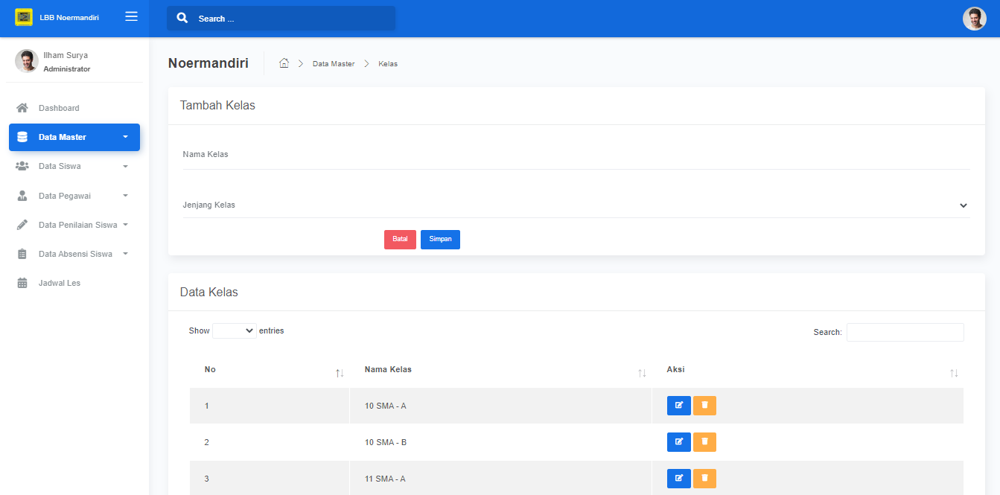 LBB Noermandiri
Search ...
Ilham Surya
Administrator
Dashboard
Data Master
Data Siswa
Data Pegawai
Data Penilaian Siswa
Data Absensi Siswa
Jadwal Les
Noermandiri
Data Master
Kelas
Tambah Kelas
Nama Kelas
Jenjang Kelas
Batal
Simpan
Data Kelas
Show entries
Search:
No Nama Kelas Aksi
1 10 SMA - A
2 10 SMA - B
3 11 SMA - A